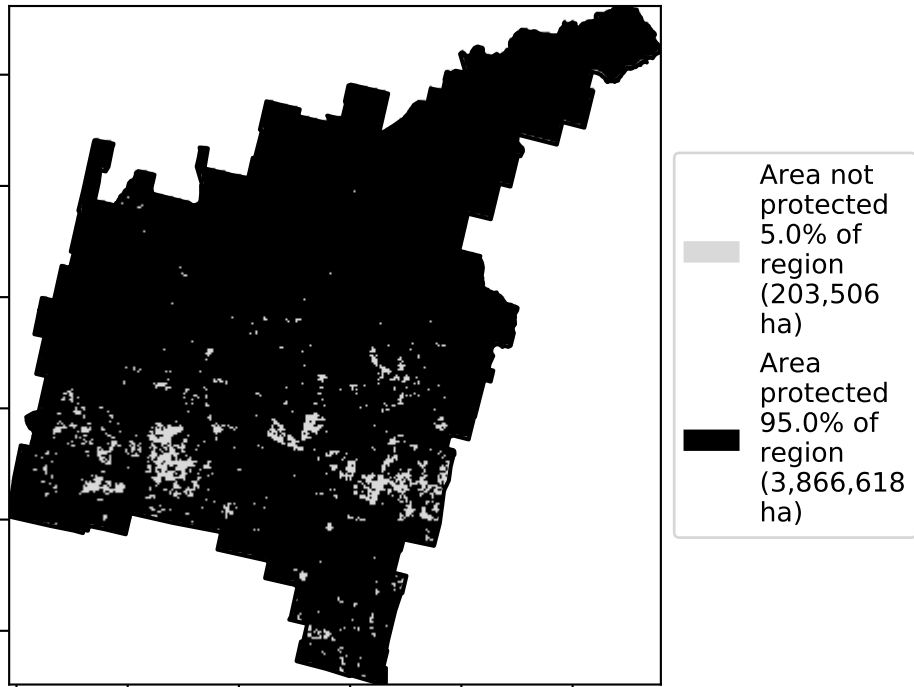 Area not
protected
5.0% of
region
(203,506
ha)
Area
protected
95.0% of
region
(3,866,618
ha)